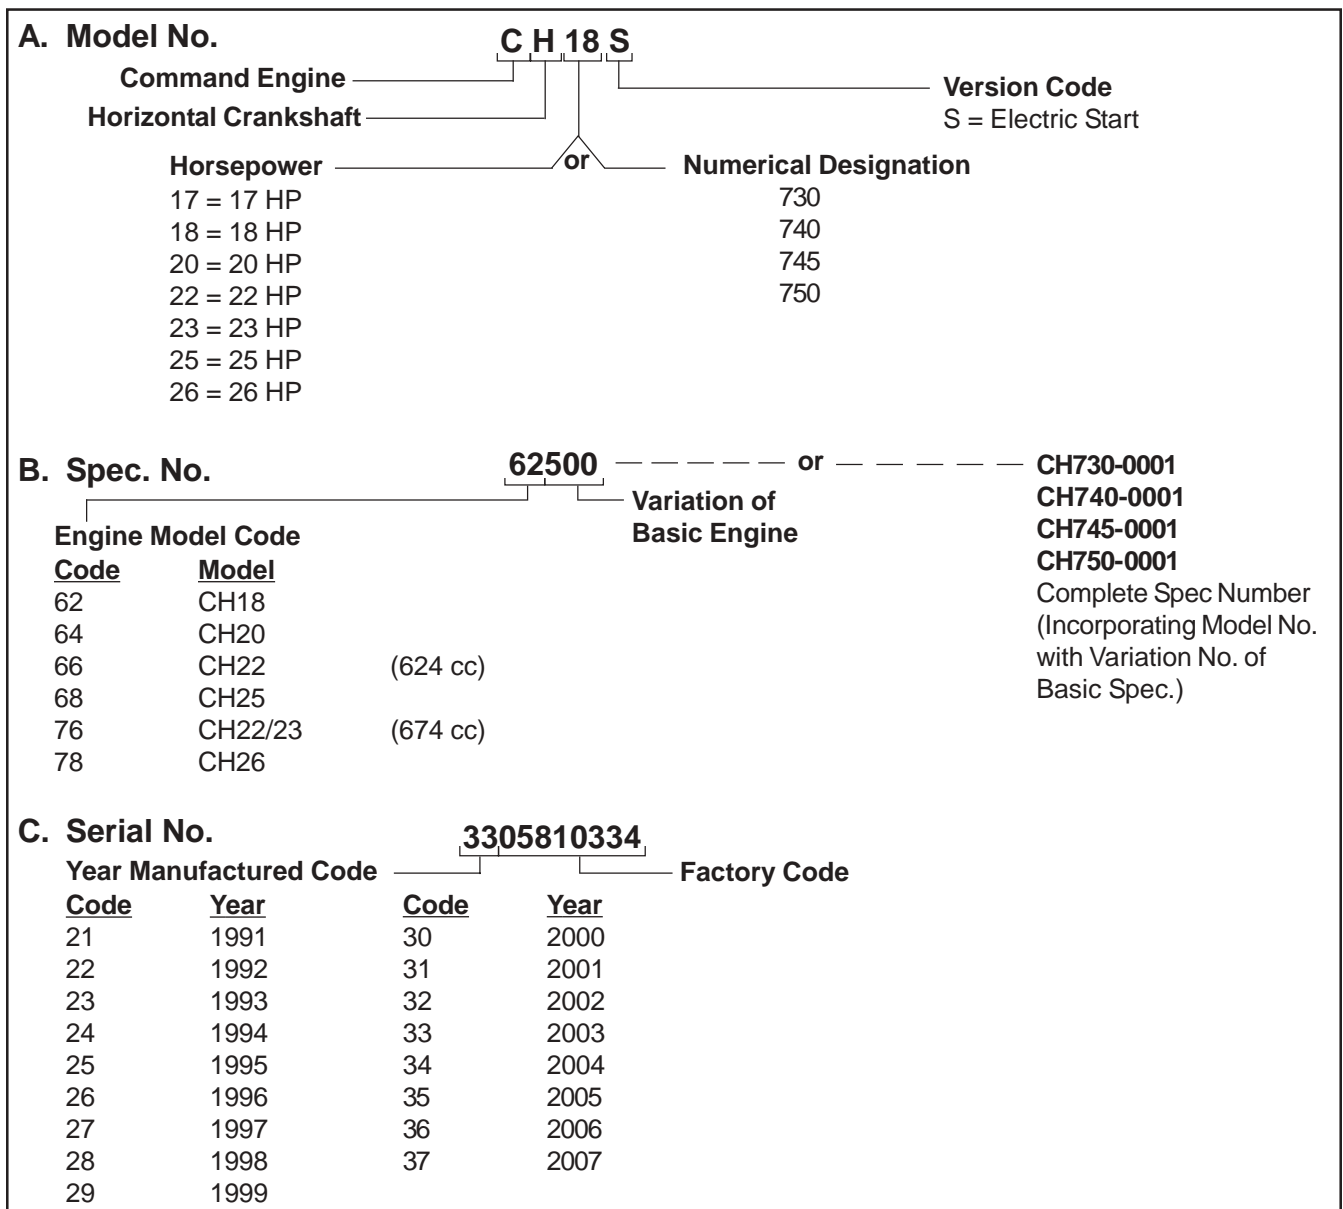 A. Model No.
C H 18 S
Command Engine
Version Code
Horizontal Crankshaft
S = Electric Start
Horsepower
or
Numerical Designation
17 = 17 HP
730
18 = 18 HP
740
20 = 20 HP
745
22 = 22 HP
750
23 = 23 HP
25 = 25 HP
26 = 26 HP
B. Spec. No.
62500
or
CH730-0001
CH740-0001
CH745-0001
CH750-0001
Complete Spec Number
(Incorporating Model No.
with Variation No. of
Basic Spec.)
Variation of
Basic Engine
Engine Model Code
Code Model
62 CH18
64 CH20
66 CH22 (624 cc)
68 CH25
76 CH22/23 (674 cc)
78 CH26
C. Serial No.
3305810334
Year Manufactured Code
Factory Code
Code Year Code Year
21 1991 30 2000
22 1992 31 2001
23 1993 32 2002
24 1994 33 2003
25 1995 34 2004
26 1996 35 2005
27 1997 36 2006
28 1998 37 2007
29 1999